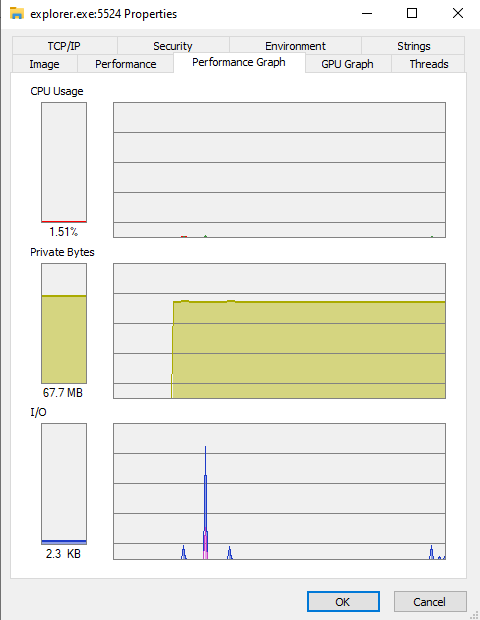 explorer.exe:5524 Properties
TCP/IP Security Environment Strings
Image Performance Performance Graph GPU Graph Threads
CPU Usage
1.51%
Private Bytes
67.7 MB
I/O
2.3 KB
OK Cancel